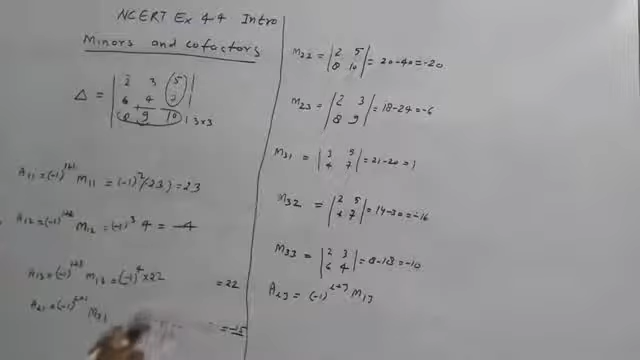 NCERT Ex 4.4 Intro
Minors and cofactors
Δ = | 2 3 5 |
6 4 7
8 9 10 | 3x3
A11 = (-1)^1+1 M11 = (-1)^2 (-23) = 23
A12 = (-1)^1+2 M12 = (-1)^3 4 = -4
A13 = (-1)^1+3 M13 = (-1)^4 × 22 = 22
A21 = (-1)^2+1 M21 = -15
M22 = | 2 5 | = 20-40 = -20
8 10
M23 = | 2 3 | = 18-24 = -6
8 9
M31 = | 3 5 | = 21-20 = 1
4 7
M32 = | 2 5 | = 14-30 = -16
6 7
M33 = | 2 3 | = 8-18 = -10
6 4
A23 = (-1)^2+3 M13